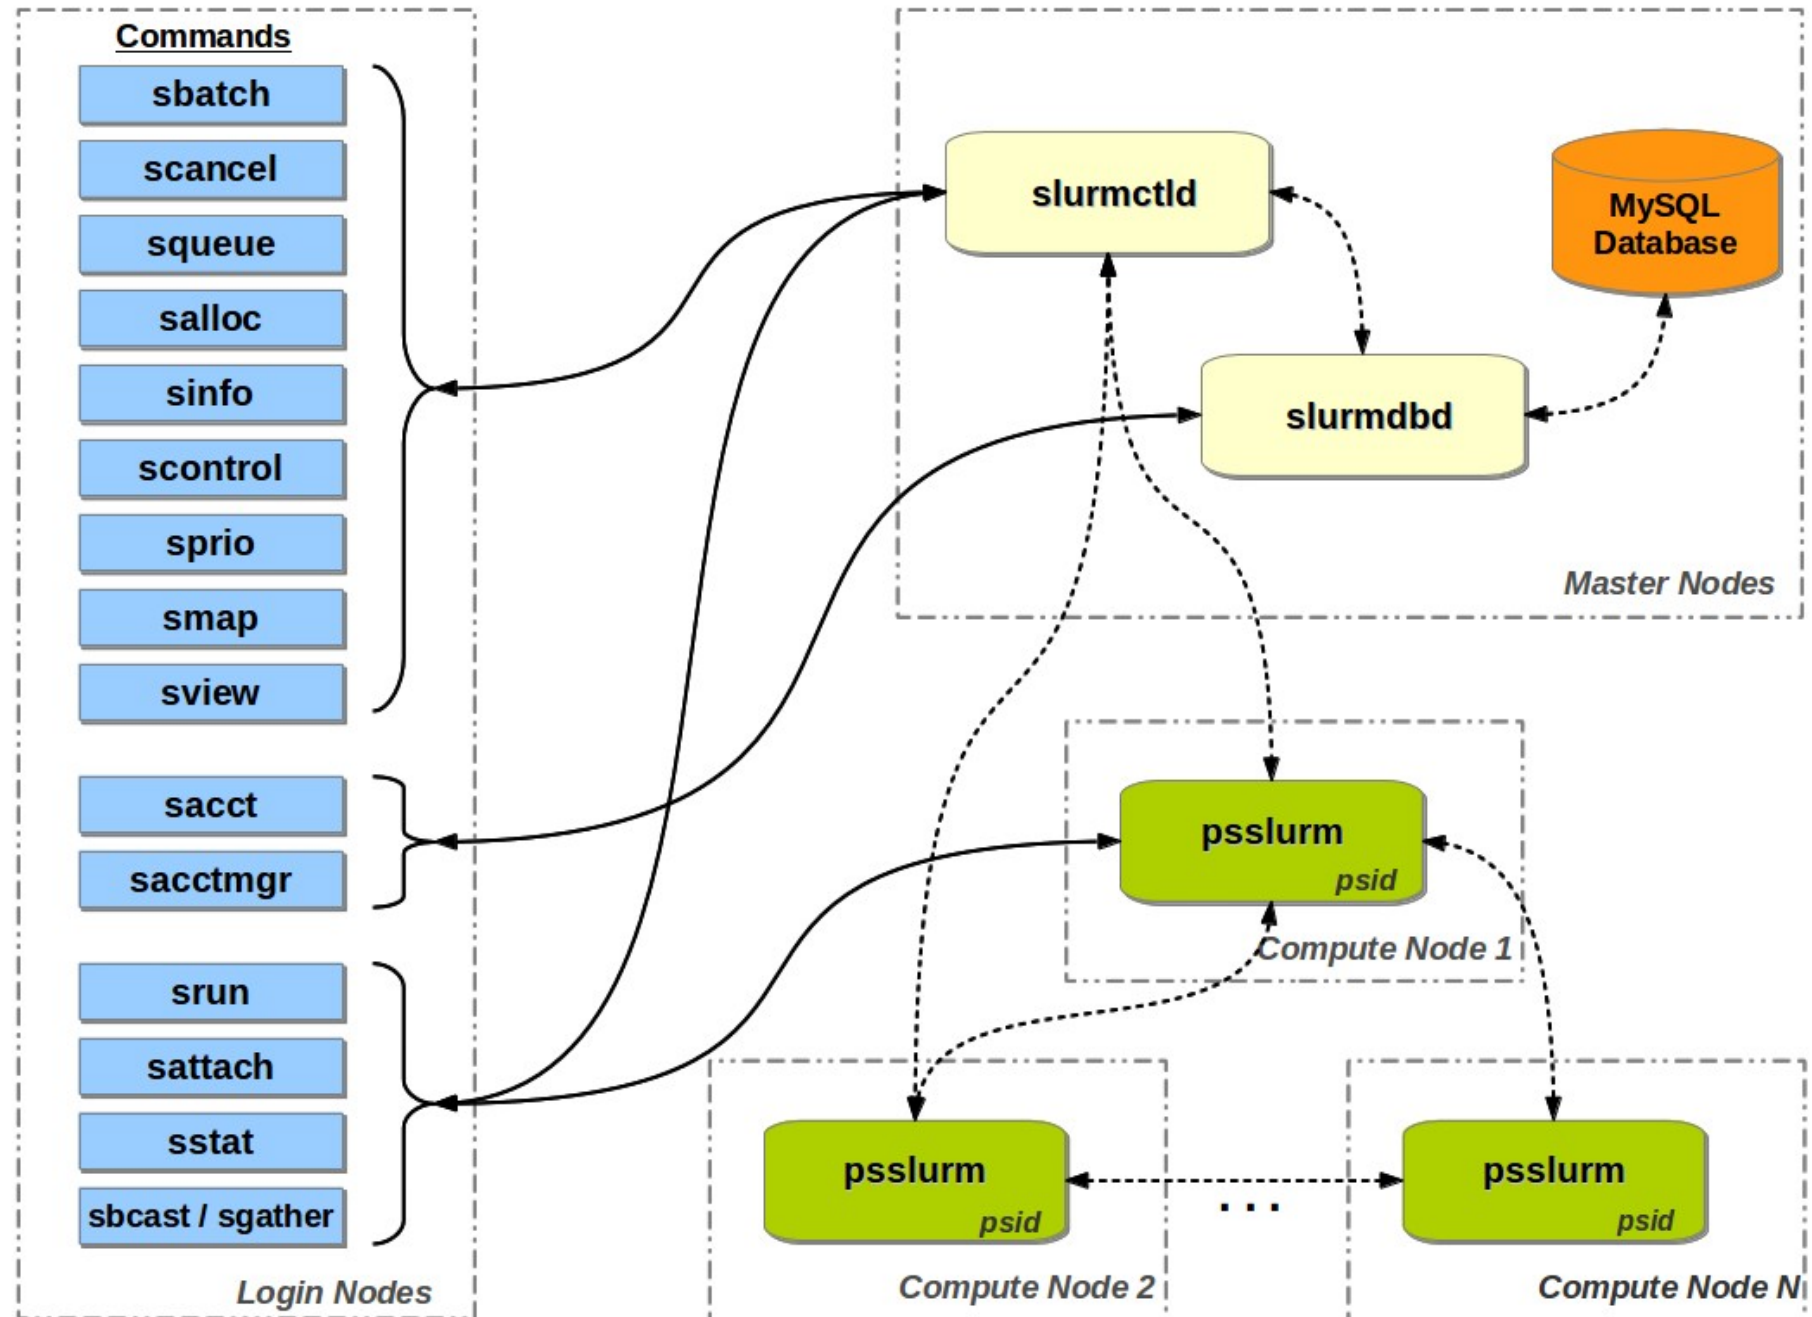 Commands
sbatch
scancel
squeue
salloc
sinfo
scontrol
sprio
smap
sview
sacct
sacctmgr
srun
sattach
sstat
sbcast / sgather
Login Nodes
slurmctld
MySQL
Database
slurmdbd
Master Nodes
psslurm
psid
Compute Node 1
psslurm
psid
Compute Node 2
. . .
psslurm
psid
Compute Node N